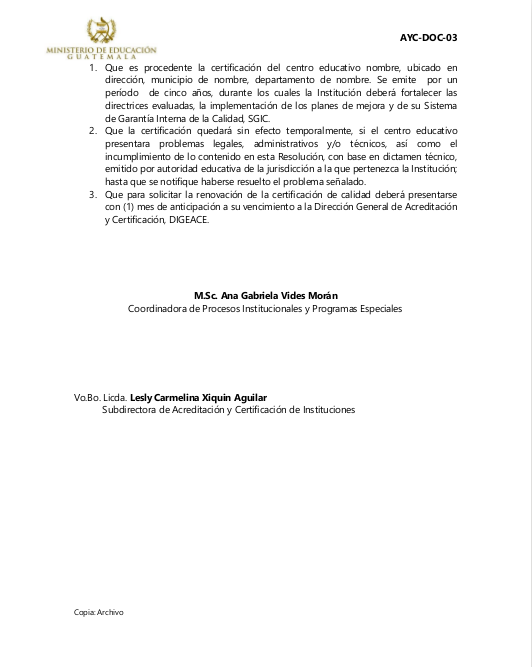 MINISTERIO DE EDUCACIÓN
GUATEMALA
AYC-DOC-03
1. Que es procedente la certificación del centro educativo nombre, ubicado en
dirección, municipio de nombre, departamento de nombre. Se emite por un
período de cinco años, durante los cuales la Institución deberá fortalecer las
directrices evaluadas, la implementación de los planes de mejora y de su Sistema
de Garantía Interna de la Calidad, SGIC.
2. Que la certificación quedará sin efecto temporalmente, si el centro educativo
presentara problemas legales, administrativos y/o técnicos, así como el
incumplimiento de lo contenido en esta Resolución, con base en dictamen técnico,
emitido por autoridad educativa de la jurisdicción a la que pertenezca la Institución;
hasta que se notifique haberse resuelto el problema señalado.
3. Que para solicitar la renovación de la certificación de calidad deberá presentarse
con (1) mes de anticipación a su vencimiento a la Dirección General de Acreditación
y Certificación, DIGEACE.
M.Sc. Ana Gabriela Vides Morán
Coordinadora de Procesos Institucionales y Programas Especiales
Vo.Bo. Licda. Lesly Carmelina Xiquin Aguilar
Subdirectora de Acreditación y Certificación de Instituciones
Copia: Archivo